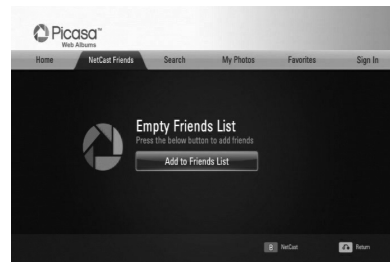 Picasa™
Web Albums
Home NetCast Friends Search My Photos Favorites Sign In
Empty Friends List
Press the below button to add friends
Add to Friends List
B NetCast Return